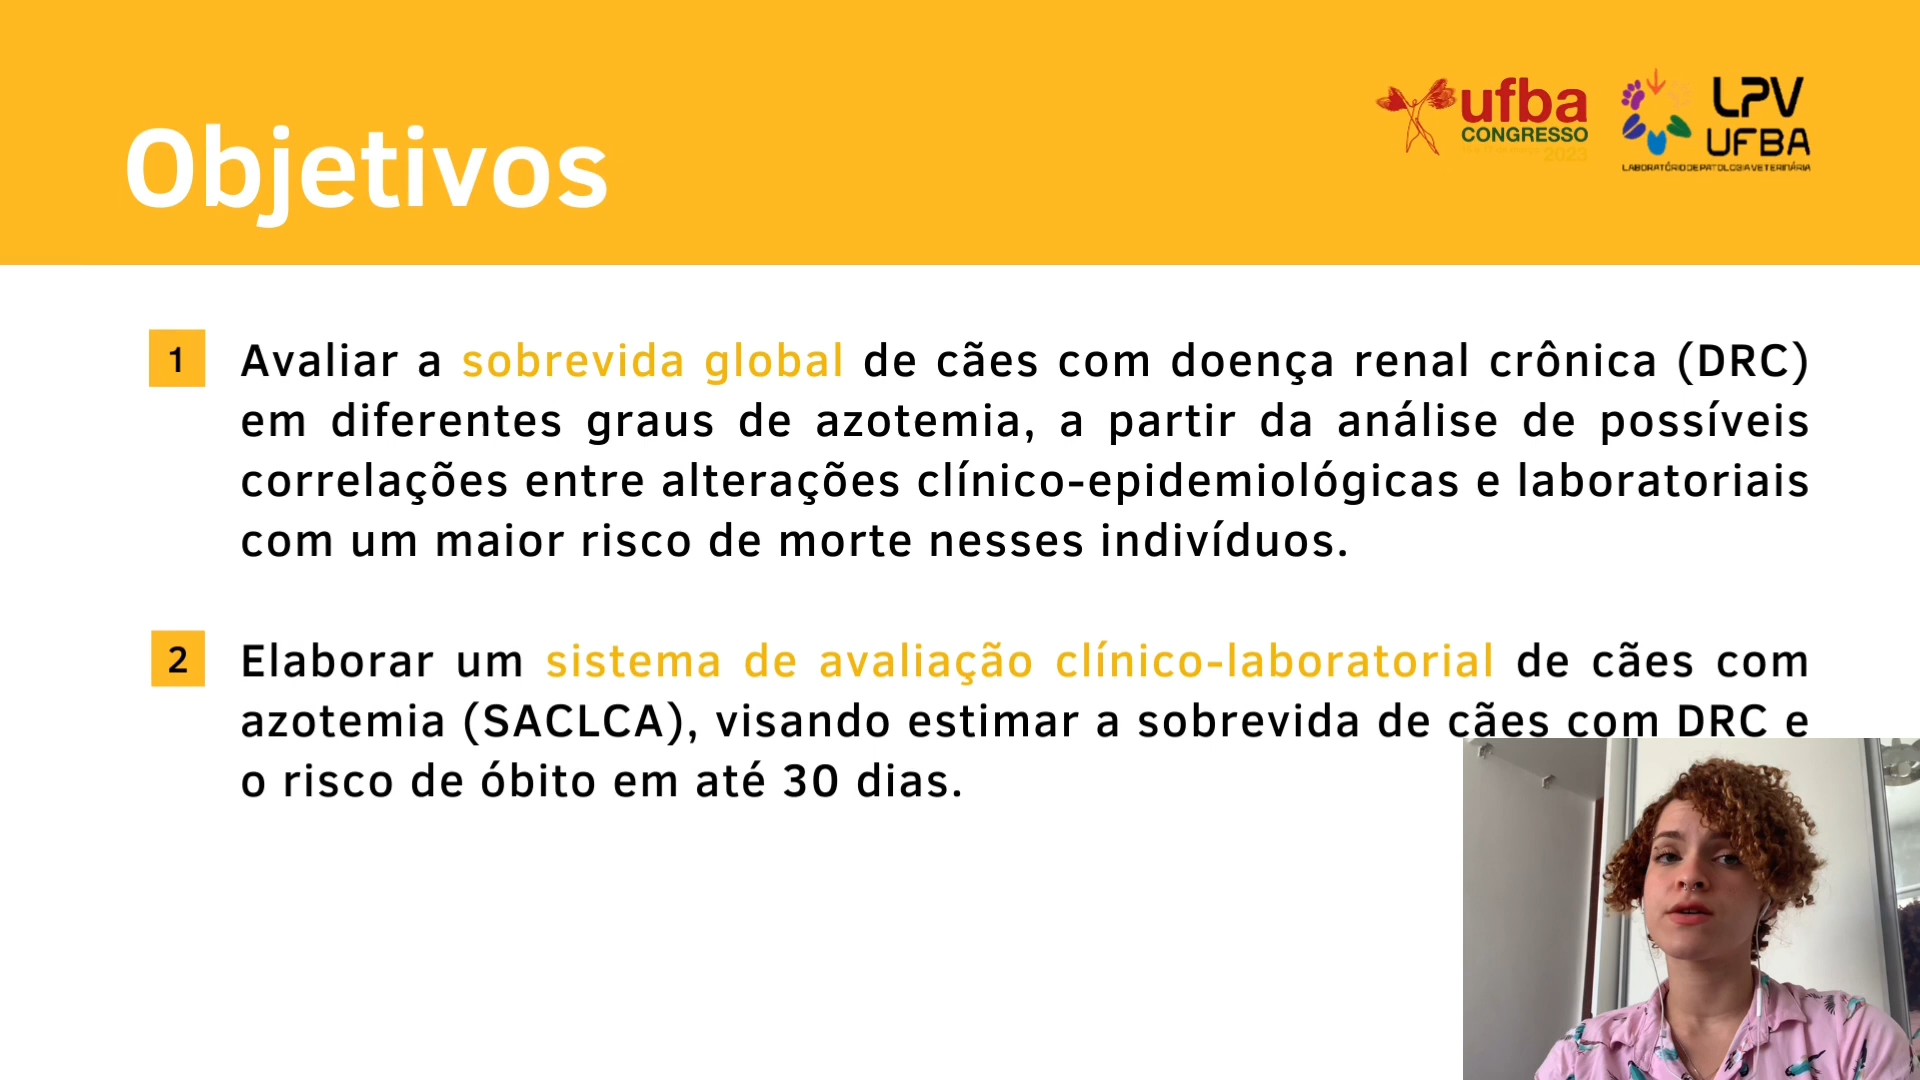 Objetivos
ufba
CONGRESSO
2023
LPV
UFBA
LABORATÓRIO DE PATOLOGIA VETERINÁRIA
1
Avaliar a sobrevida global de cães com doença renal crônica (DRC)
em diferentes graus de azotemia, a partir da análise de possíveis
correlações entre alterações clínico-epidemiológicas e laboratoriais
com um maior risco de morte nesses indivíduos.
2
Elaborar um sistema de avaliação clínico-laboratorial de cães com
azotemia (SACLCA), visando estimar a sobrevida de cães com DRC e
o risco de óbito em até 30 dias.